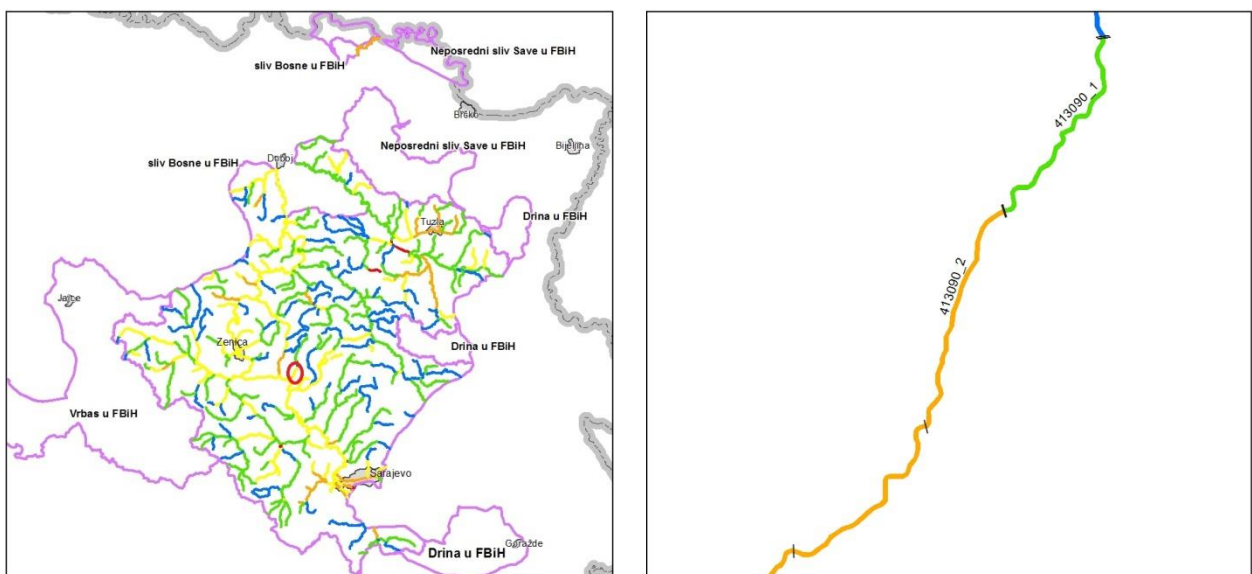 Neposredni sliv Save u FBiH
sliv Bosne u FBiH
Brčko
Bijeljina
Neposredni sliv Save u FBiH
Doboj
sliv Bosne u FBiH
Drina u FBiH
Tuzla
Jajce
Zenica
Drina u FBiH
Vrbas u FBiH
Sarajevo
Goražde
Drina u FBiH
413090_1
413090_2